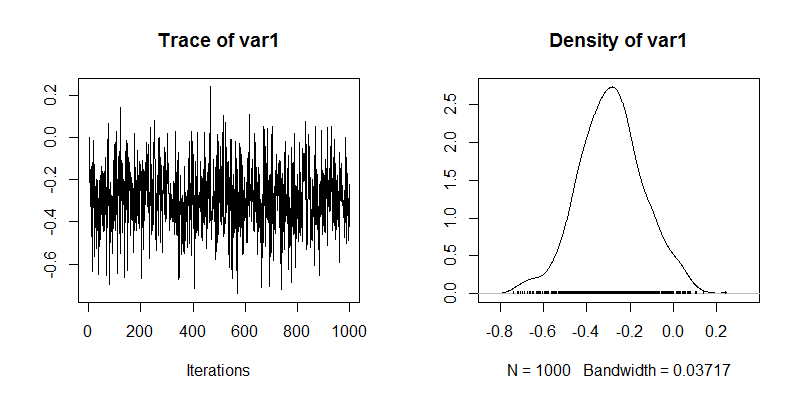 Trace of var1
0.2
0.0
-0.2
-0.4
-0.6
0 200 400 600 800 1000
Iterations
Density of var1
2.5
2.0
1.5
1.0
0.5
0.0
-0.8 -0.6 -0.4 -0.2 0.0 0.2
N = 1000 Bandwidth = 0.03717